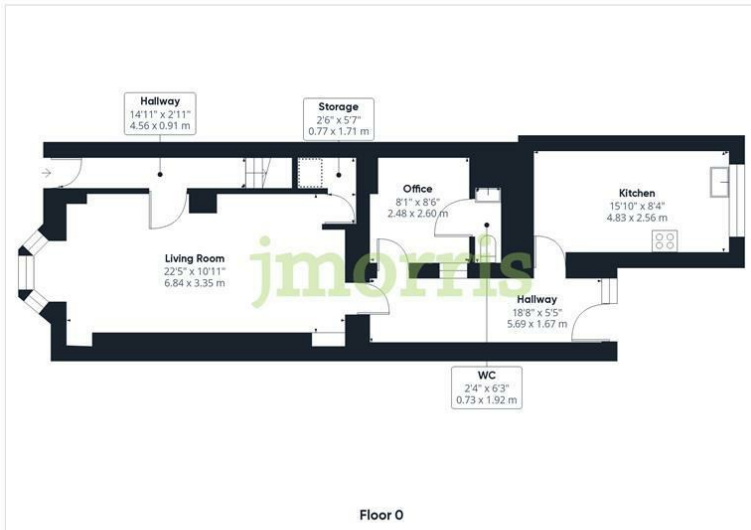 Hallway
14'11" x 2'11"
4.56 x 0.91 m
Storage
2'6" x 5'7"
0.77 x 1.71 m
Office
8'1" x 8'6"
2.48 x 2.60 m
Kitchen
15'10" x 8'4"
4.83 x 2.56 m
Living Room
22'5" x 10'11"
6.84 x 3.35 m
jmorris
Hallway
18'8" x 5'5"
5.69 x 1.67 m
WC
2'4" x 6'3"
0.73 x 1.92 m
Floor 0